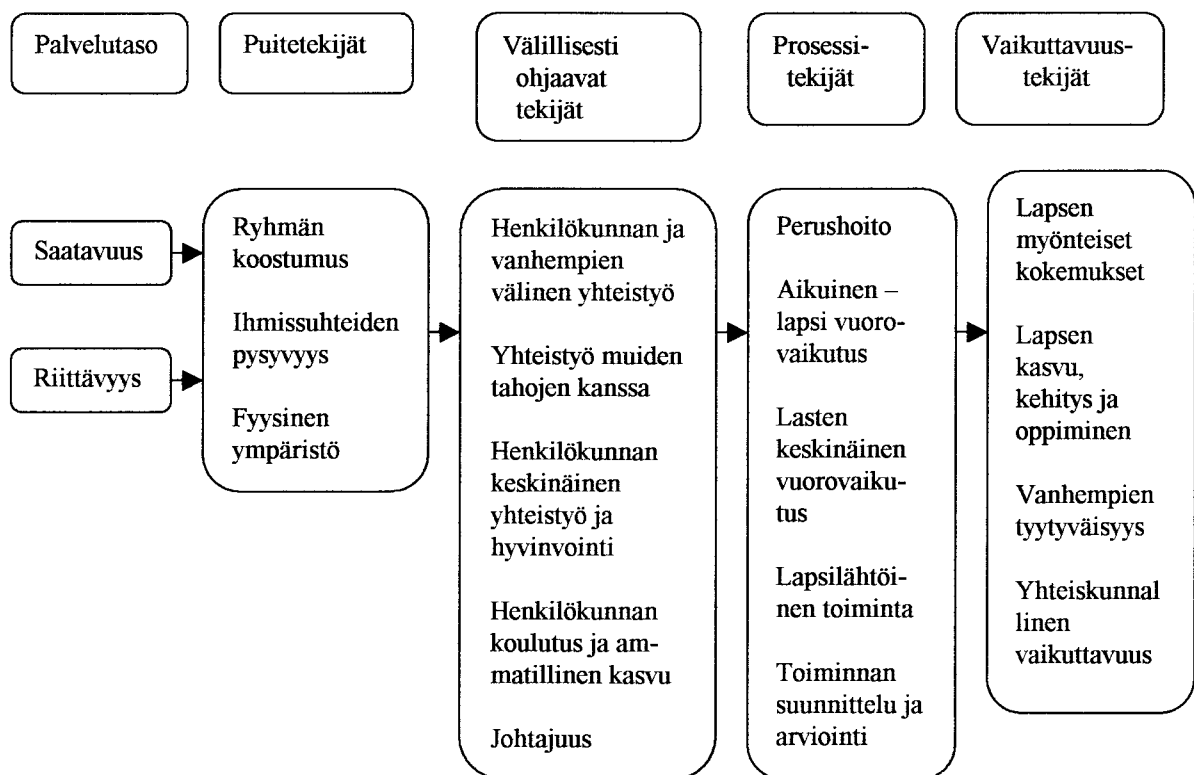 Palvelutaso
Puitetekijät
Välillisesti
ohjaavat
tekijät
Prosessi-
tekijät
Vaikuttavuus-
tekijät
Saatavuus
Riittävyys
Ryhmän
koostumus
Ihmissuhteiden
pysyvyys
Fyysinen
ympäristö
Henkilökunnan ja
vanhempien
välinen yhteistyö
Yhteistyö muiden
tahojen kanssa
Henkilökunnan
keskinäinen
yhteistyö ja
hyvinvointi
Henkilökunnan
koulutus ja am-
matillinen kasvu
Johtajuus
Perushoito
Aikuinen –
lapsi vuoro-
vaikutus
Lasten
keskinäinen
vuorovaiku-
tus
Lapsilähtöi-
nen toiminta
Toiminnan
suunnittelu ja
arviointi
Lapsen
myönteiset
kokemukset
Lapsen
kasvu,
kehitys ja
oppiminen
Vanhempien
tyytyväisyys
Yhteiskunnal
linen
vaikuttavuus